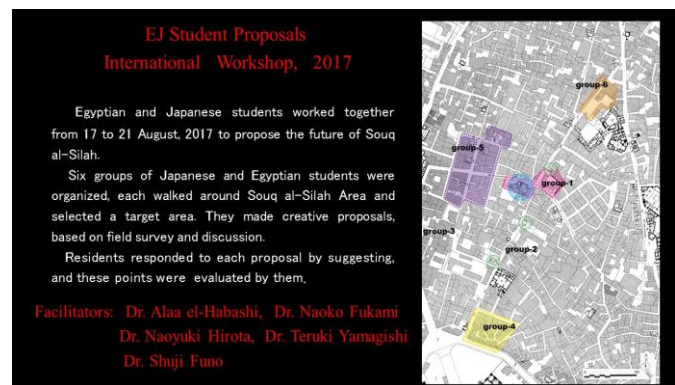 EJ Student Proposals
International Workshop, 2017
Egyptian and Japanese students worked together
from 17 to 21 August, 2017 to propose the future of Souq
al-Silah.
Six groups of Japanese and Egyptian students were
organized, each walked around Souq al-Silah Area and
selected a target area. They made creative proposals,
based on field survey and discussion.
Residents responded to each proposal by suggesting,
and these points were evaluated by them.
Facilitators: Dr. Alaa el-Habashi, Dr. Naoko Fukami
Dr. Naoyuki Hirota, Dr. Teruki Yamagishi
Dr. Shuji Funo
group-6
group-5
group-1
group-3
group-2
group-4